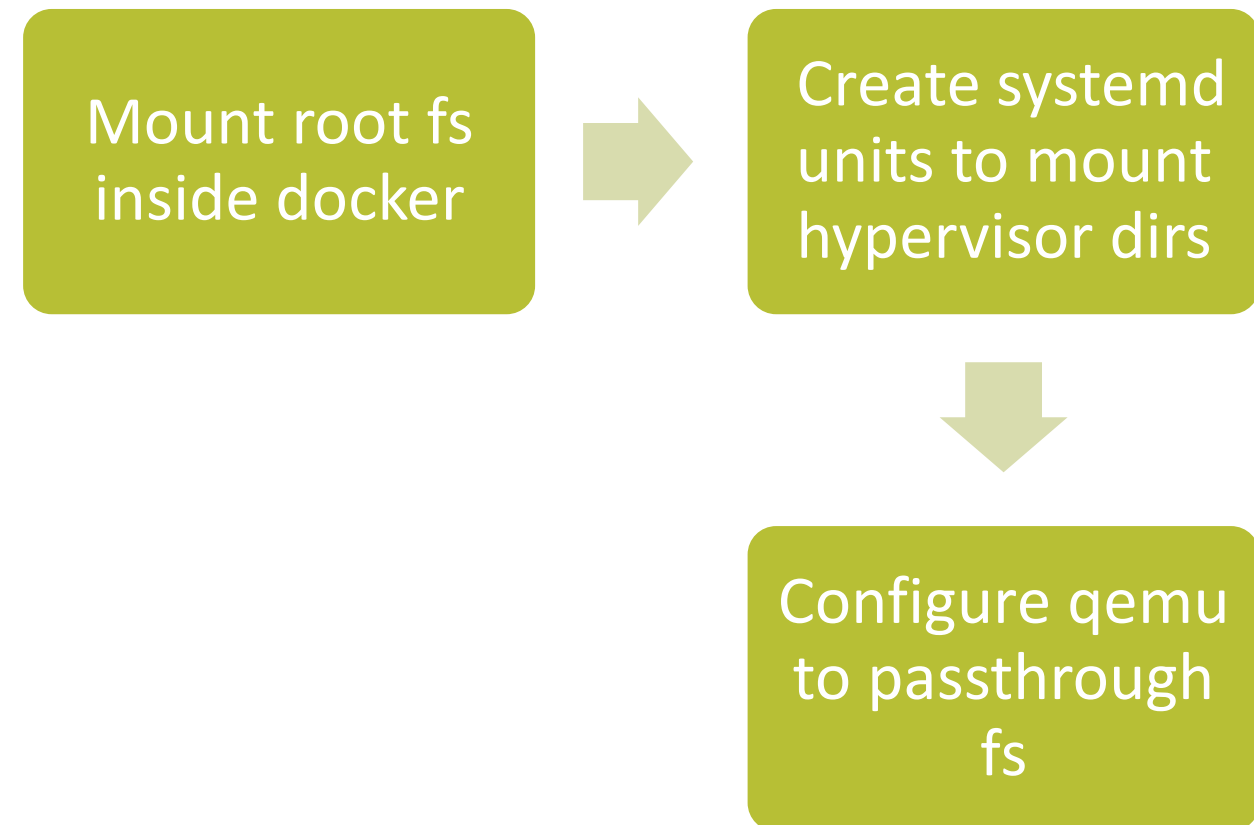 Mount root fs
inside docker
Create systemd
units to mount
hypervisor dirs
Configure qemu
to passthrough
fs